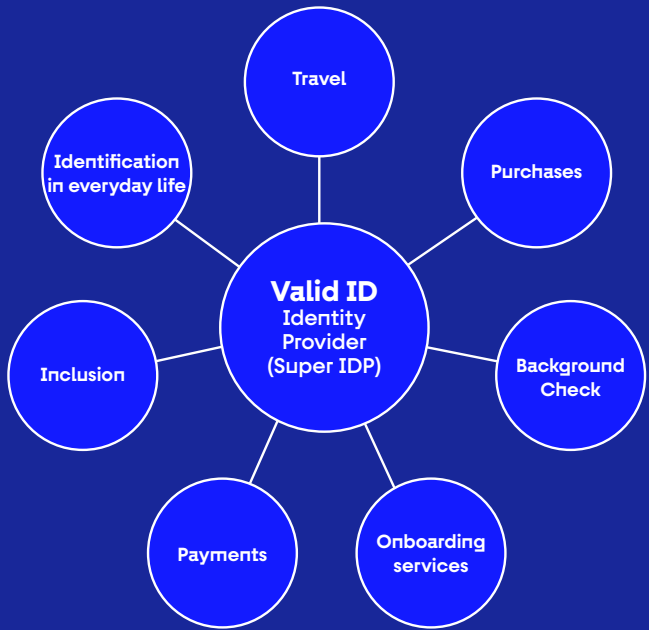 Travel
Identification
in everyday life
Purchases
Valid ID
Identity
Provider
(Super IDP)
Inclusion
Background
Check
Payments
Onboarding
services